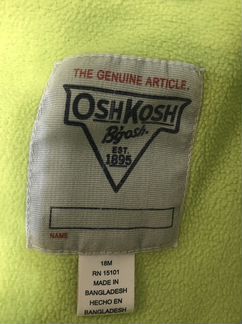 THE GENUINE ARTICLE.
OSHKOSH
B'gosh.
EST.
1895
NAME
18M
RN 15101
MADE IN
BANGLADESH
HECHO EN
BANGLADESH